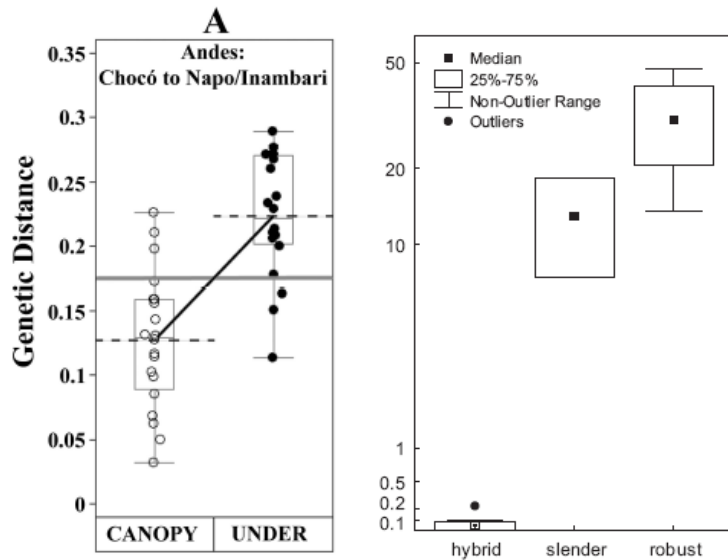 A
Andes:
Chocó to Napo/Inambari
Genetic Distance
0.35
0.3
0.25
0.2
0.15
0.1
0.05
0
CANOPY
UNDER
Median
25%-75%
Non-Outlier Range
Outliers
50
20
10
1
0.5
0.2
0.1
hybrid
slender
robust